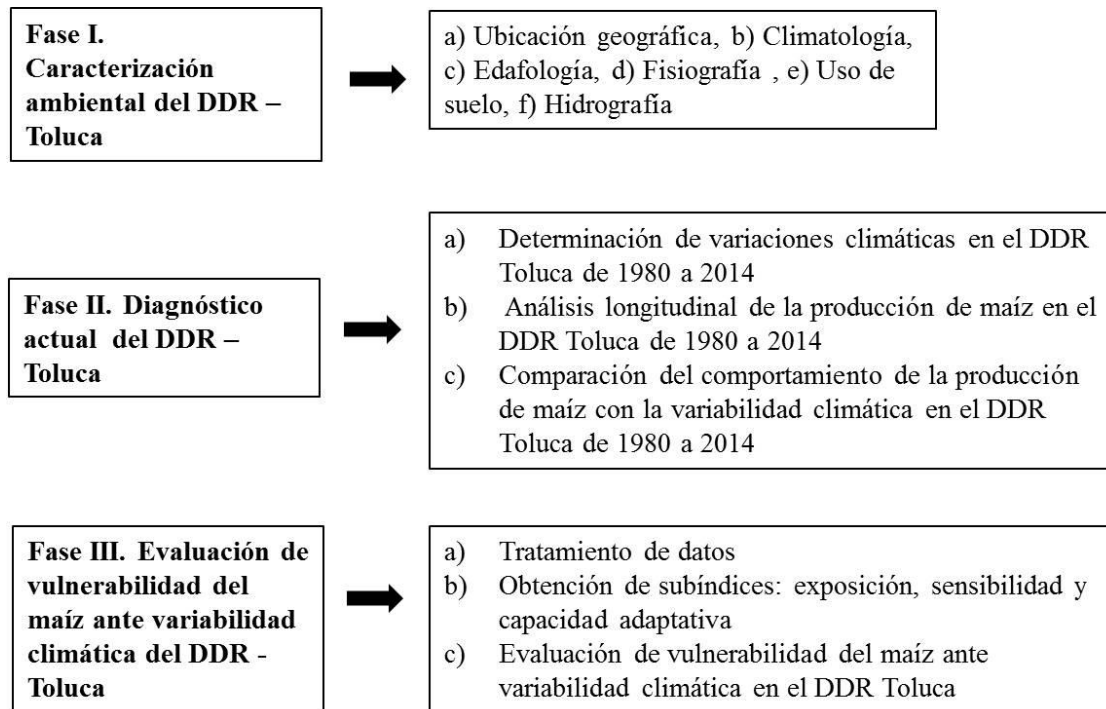 Fase I.
Caracterización
ambiental del DDR –
Toluca
a) Ubicación geográfica, b) Climatología,
c) Edafología, d) Fisiografía , e) Uso de
suelo, f) Hidrografía
Fase II. Diagnóstico
actual del DDR –
Toluca
a) Determinación de variaciones climáticas en el DDR
Toluca de 1980 a 2014
b) Análisis longitudinal de la producción de maíz en el
DDR Toluca de 1980 a 2014
c) Comparación del comportamiento de la producción
de maíz con la variabilidad climática en el DDR
Toluca de 1980 a 2014
Fase III. Evaluación de
vulnerabilidad del
maíz ante variabilidad
climática del DDR -
Toluca
a) Tratamiento de datos
b) Obtención de subíndices: exposición, sensibilidad y
capacidad adaptativa
c) Evaluación de vulnerabilidad del maíz ante
variabilidad climática en el DDR Toluca